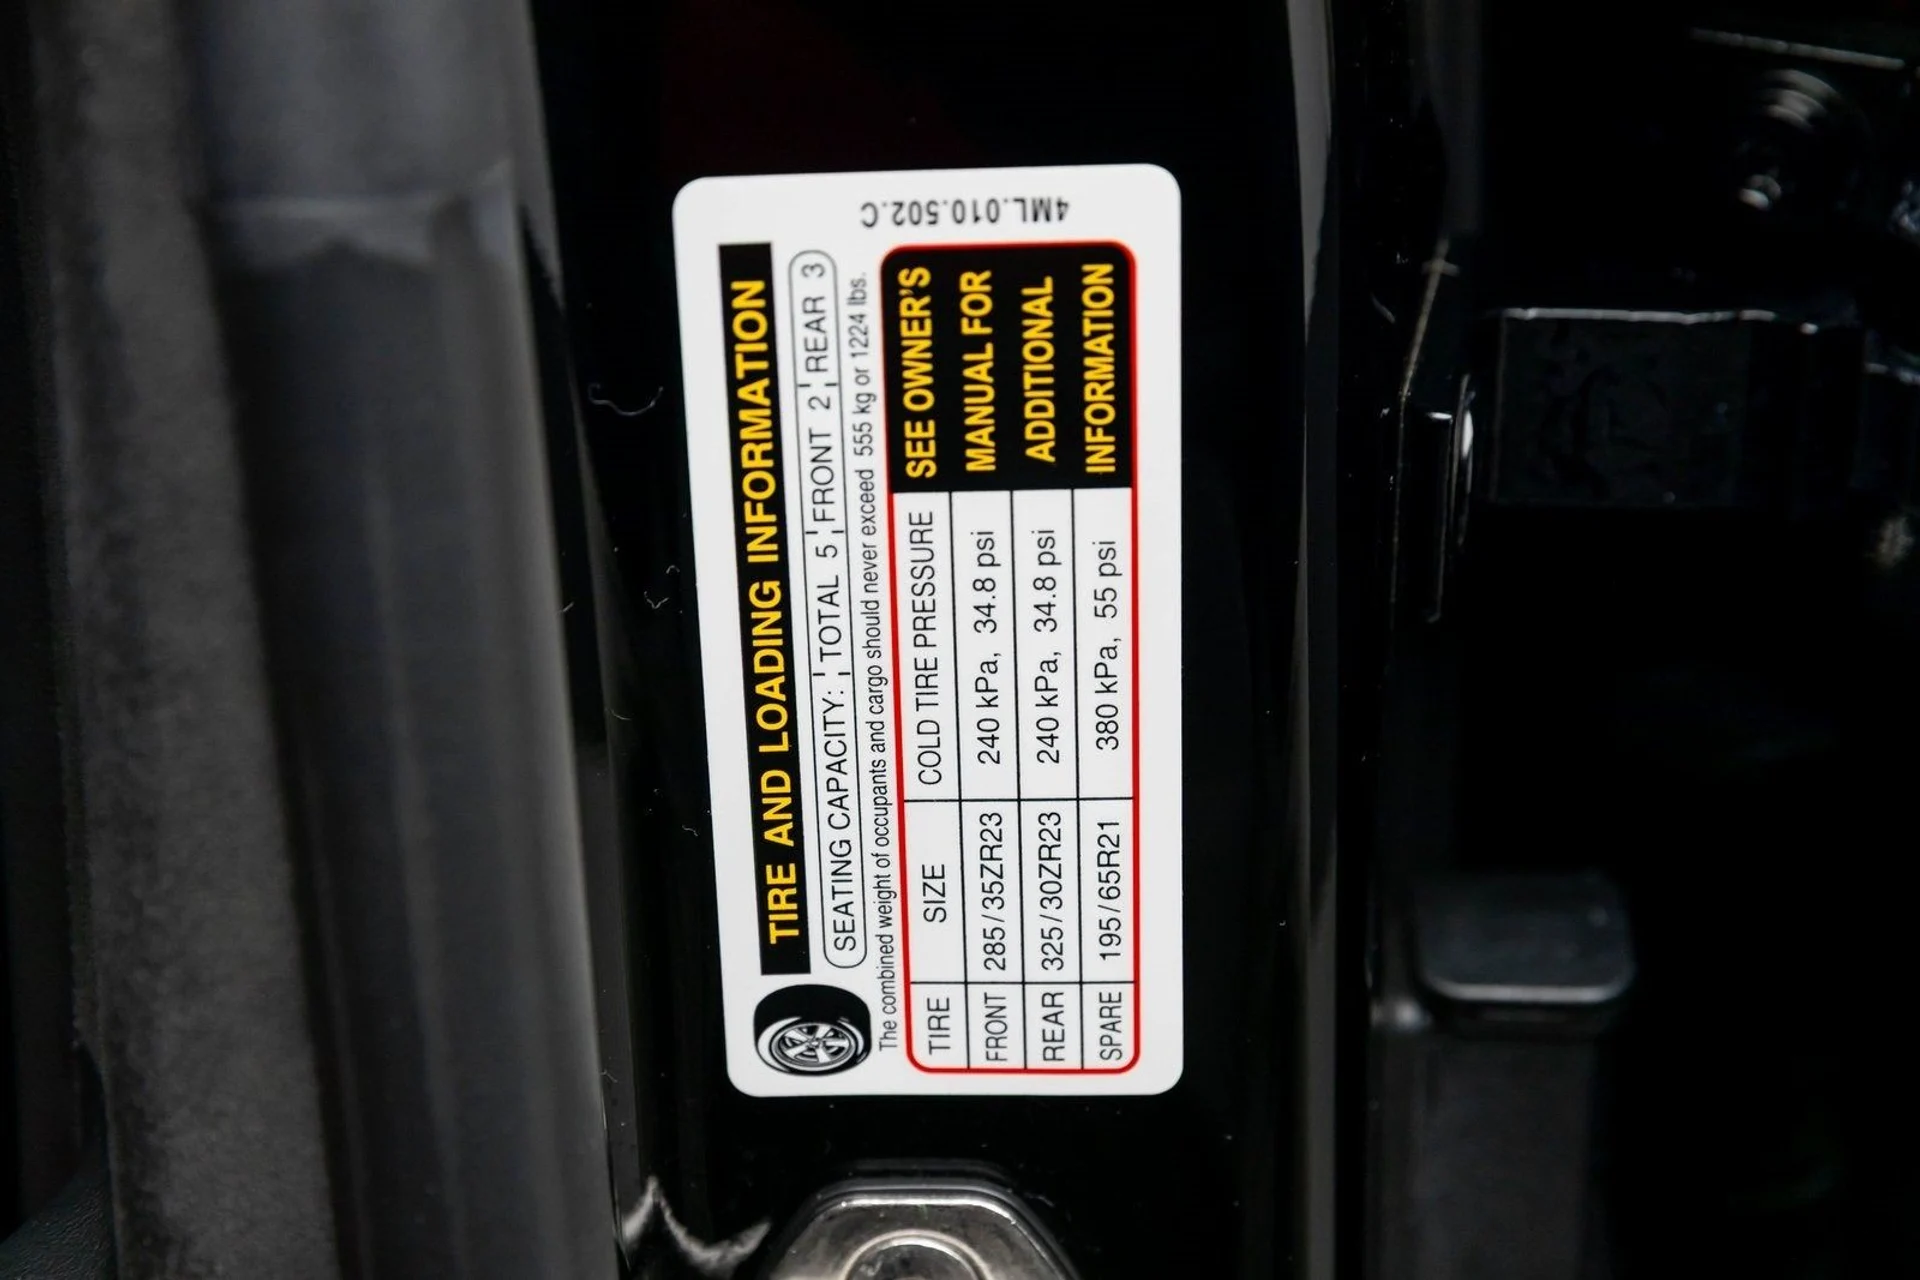 TIRE AND LOADING INFORMATION
SEATING CAPACITY: TOTAL 5 FRONT 2 REAR 3
The combined weight of occupants and cargo should never exceed 555 kg or 1224 lbs.
TIRE SIZE COLD TIRE PRESSURE
FRONT 285/35ZR23 240 kPa, 34.8 psi
REAR 325/30ZR23 240 kPa, 34.8 psi
SPARE 195/65R21 380 kPa, 55 psi
SEE OWNER'S
MANUAL FOR
ADDITIONAL
INFORMATION
4ML.010.502.C